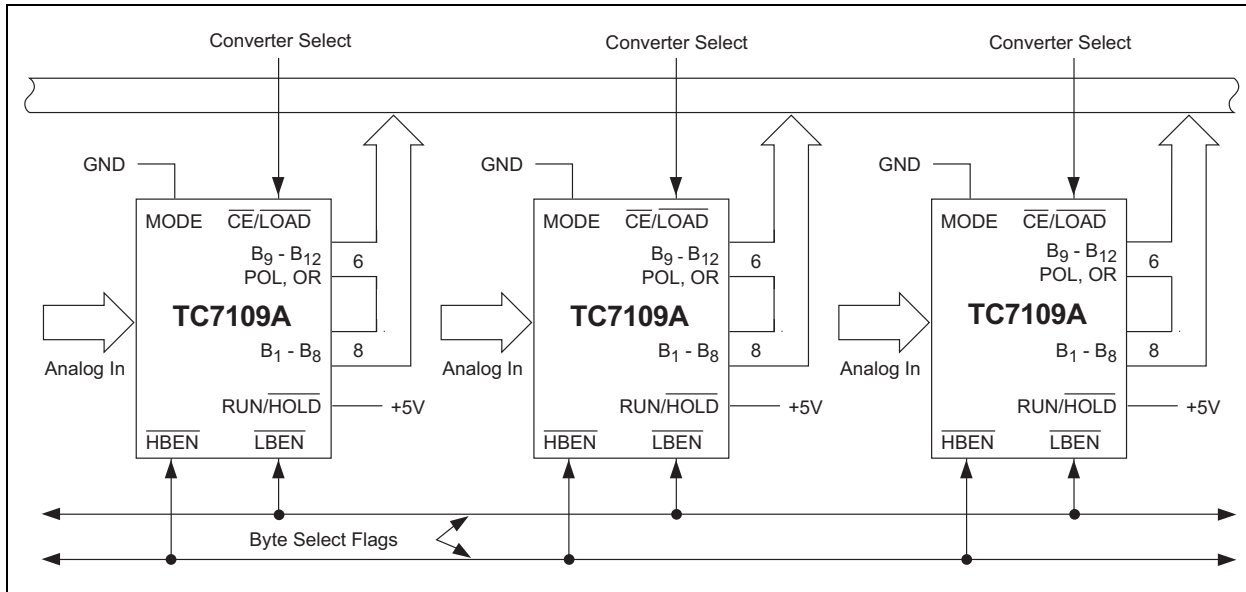 Converter Select
Converter Select
Converter Select
GND
GND
GND
MODE
CE/LOAD
B9 - B12
POL, OR
6
TC7109A
B1 - B8
8
RUN/HOLD
+5V
HBEN
LBEN
Analog In
MODE
CE/LOAD
B9 - B12
POL, OR
6
TC7109A
B1 - B8
8
RUN/HOLD
+5V
HBEN
LBEN
Analog In
MODE
CE/LOAD
B9 - B12
POL, OR
6
TC7109A
B1 - B8
8
RUN/HOLD
+5V
HBEN
LBEN
Analog In
Byte Select Flags